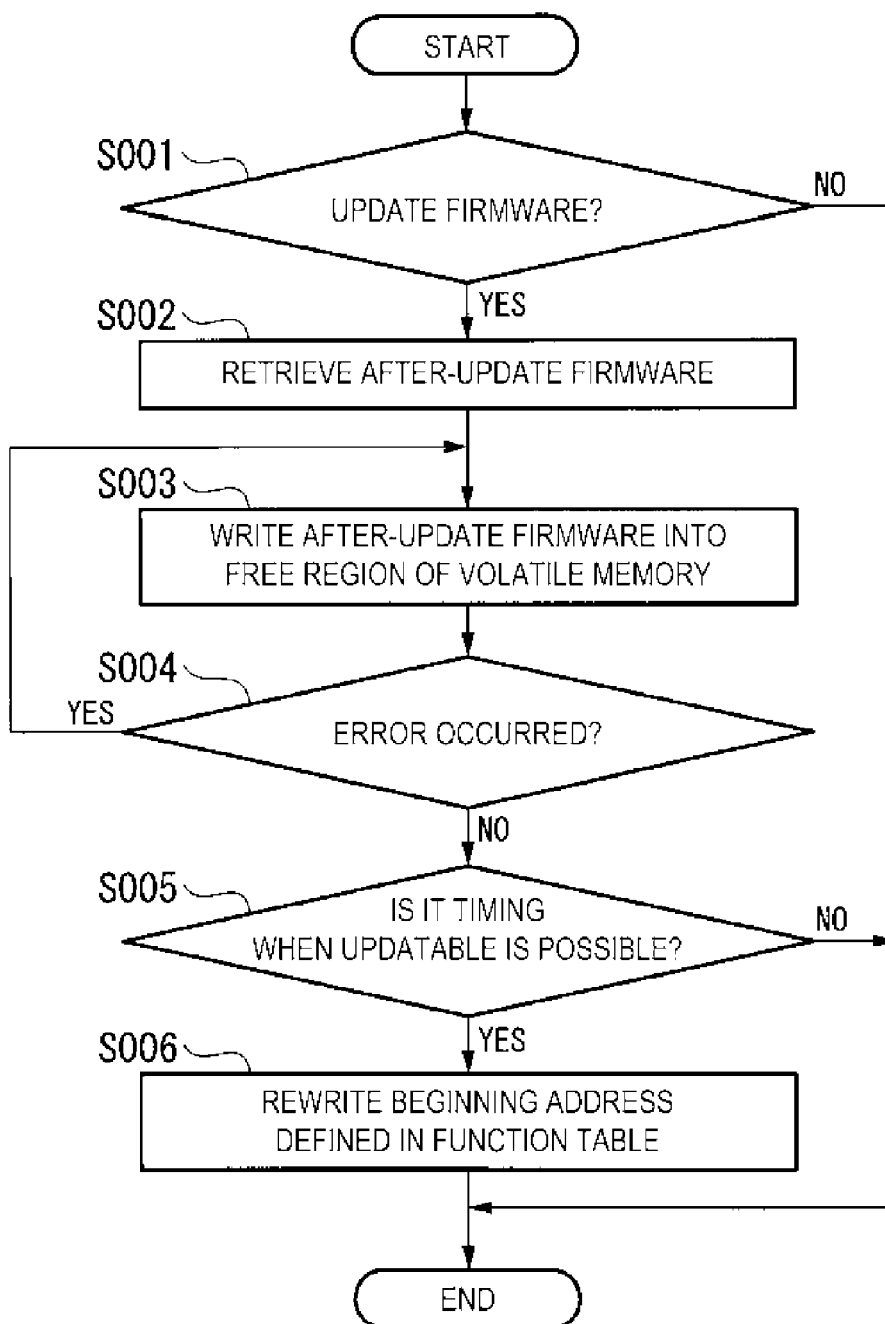 START
S001
NO
UPDATE FIRMWARE?
YES
S002
RETRIEVE AFTER-UPDATE FIRMWARE
S003
WRITE AFTER-UPDATE FIRMWARE INTO
FREE REGION OF VOLATILE MEMORY
S004
YES
ERROR OCCURRED?
NO
S005
IS IT TIMING
WHEN UPDATABLE IS POSSIBLE?
NO
YES
S006
REWRITE BEGINNING ADDRESS
DEFINED IN FUNCTION TABLE
END